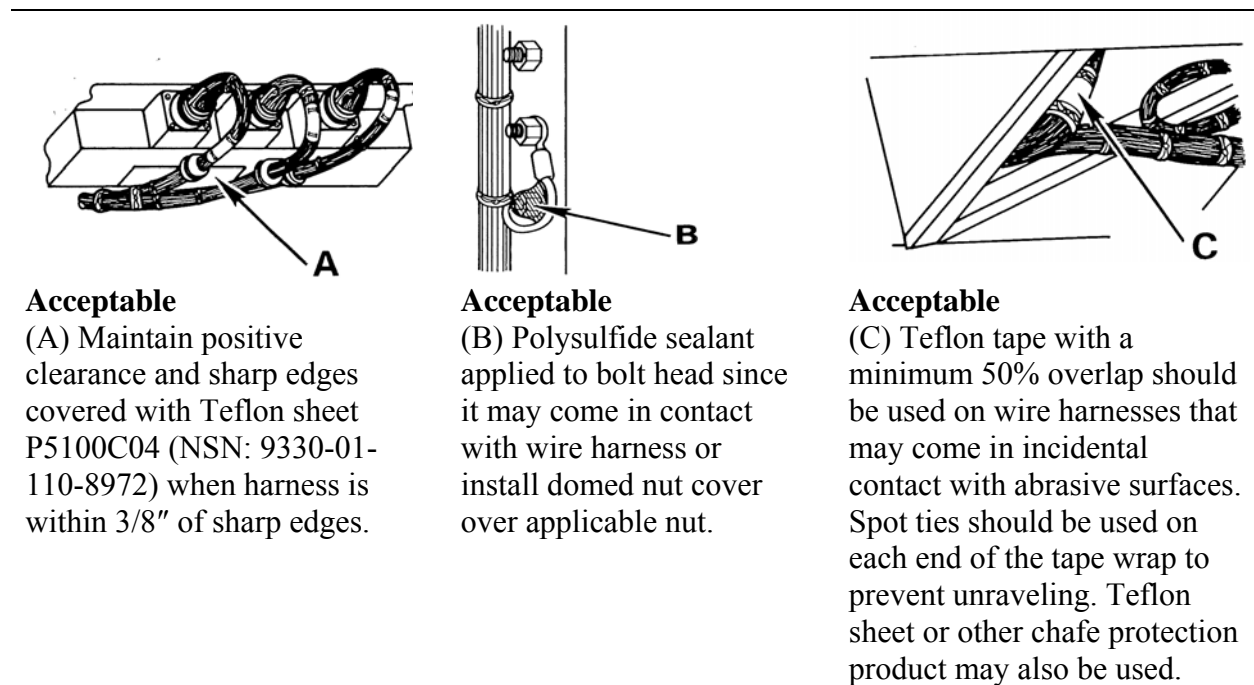 A
B
C
Acceptable
(A) Maintain positive
clearance and sharp edges
covered with Teflon sheet
P5100C04 (NSN: 9330-01-
110-8972) when harness is
within 3/8″ of sharp edges.
Acceptable
(B) Polysulfide sealant
applied to bolt head since
it may come in contact
with wire harness or
install domed nut cover
over applicable nut.
Acceptable
(C) Teflon tape with a
minimum 50% overlap should
be used on wire harnesses that
may come in incidental
contact with abrasive surfaces.
Spot ties should be used on
each end of the tape wrap to
prevent unraveling. Teflon
sheet or other chafe protection
product may also be used.